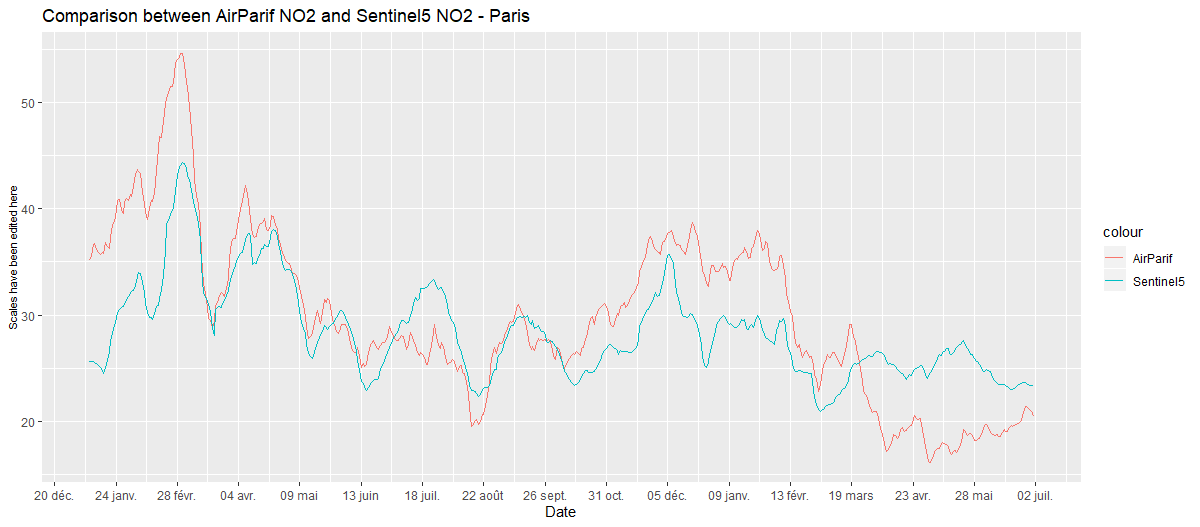 Comparison between AirParif NO2 and Sentinel5 NO2 - Paris
Scales have been edited here
50
40
30
20
20 déc.
24 janv.
28 févr.
04 avr.
09 mai
13 juin
18 juil.
22 août
26 sept.
31 oct.
05 déc.
09 janv.
13 févr.
19 mars
23 avr.
28 mai
02 juil.
Date
colour
AirParif
Sentinel5